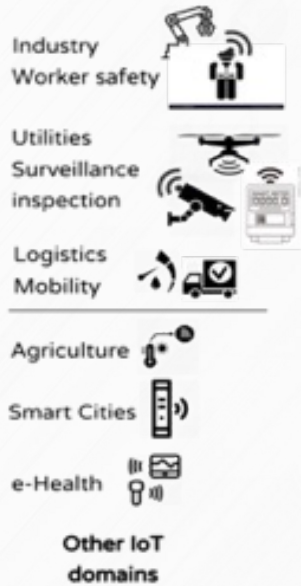 Industry
Worker safety
Utilities
Surveillance
inspection
Logistics
Mobility
Agriculture
Smart Cities
e-Health
Other IoT
domains